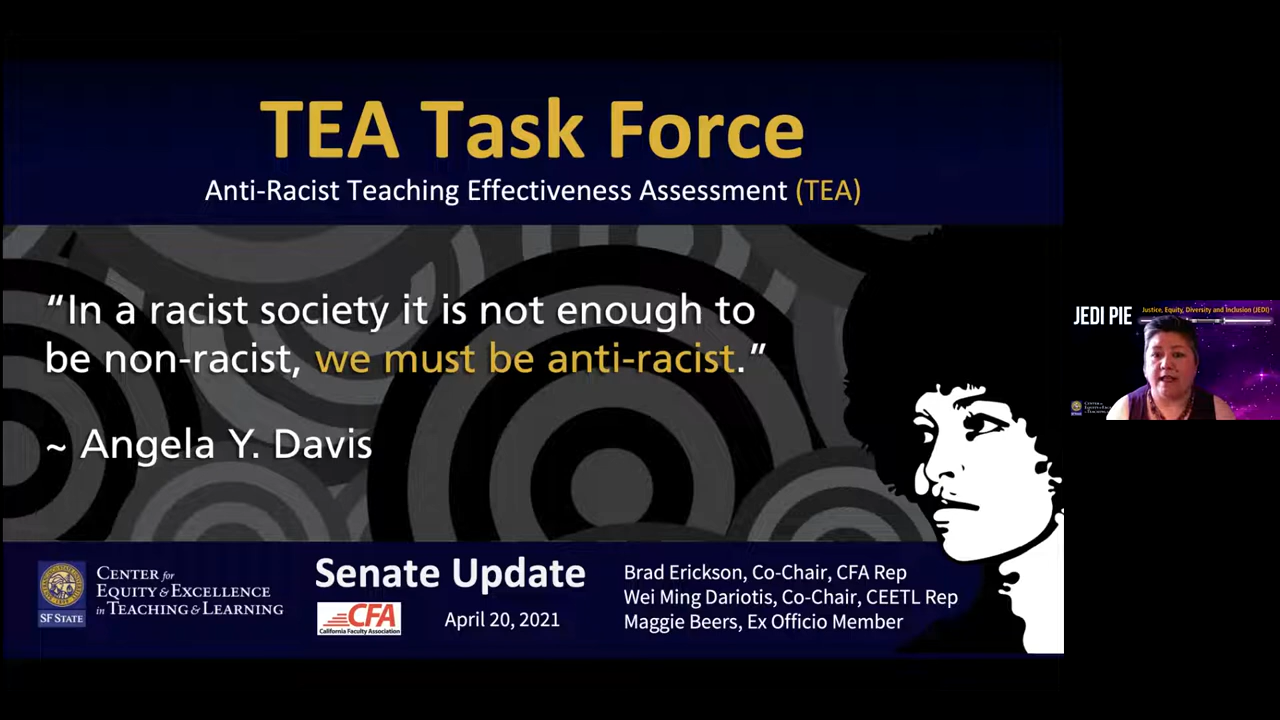 TEA Task Force
Anti-Racist Teaching Effectiveness Assessment (TEA)
“In a racist society it is not enough to
be non-racist, we must be anti-racist.”
~ Angela Y. Davis
CENTER for
EQUITY & EXCELLENCE
in TEACHING & LEARNING
SF STATE
Senate Update
CFA
California Faculty Association
April 20, 2021
Brad Erickson, Co-Chair, CFA Rep
Wei Ming Dariotis, Co-Chair, CEETL Rep
Maggie Beers, Ex Officio Member
JEDI PIE
Justice, Equity, Diversity and Inclusion (JEDI)